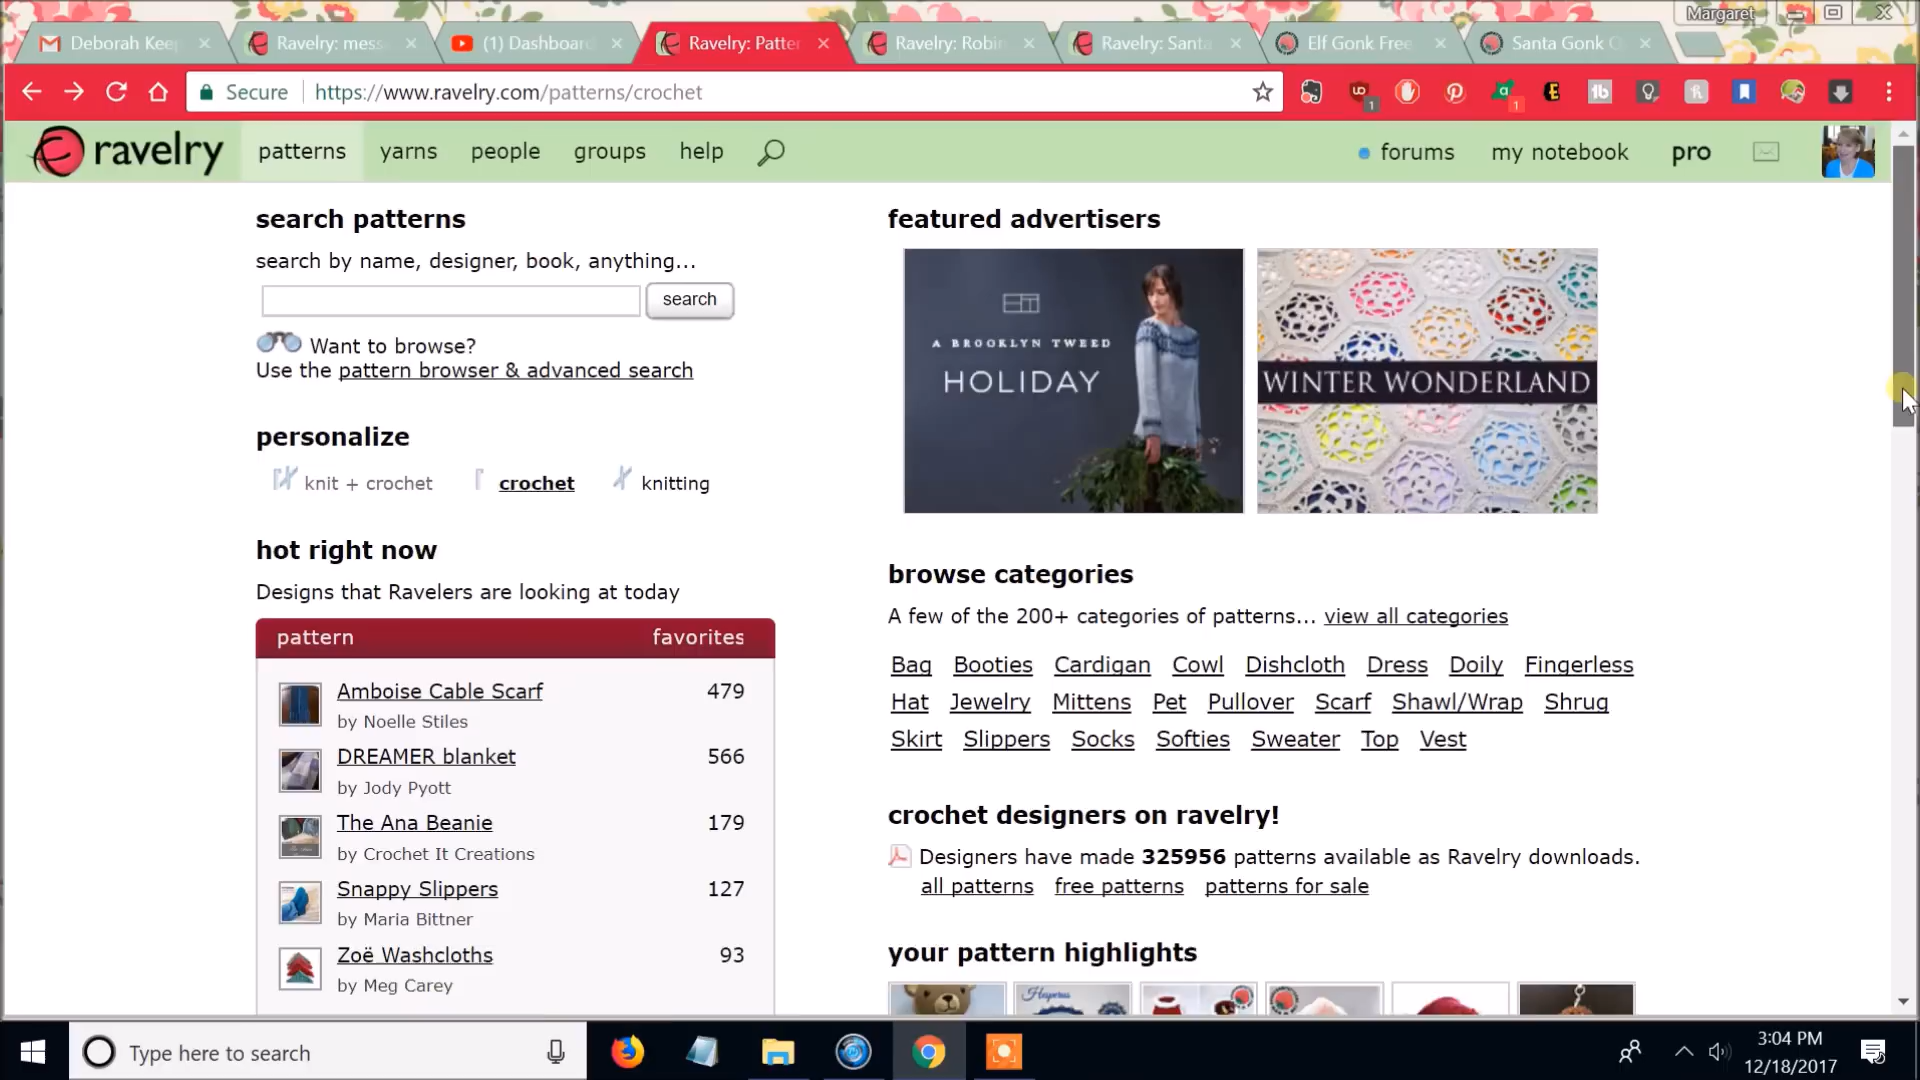 Margaret
Deborah Keep
Ravelry: mess
(1) Dashboard
Ravelry: Patter
Ravelry: Robin
Ravelry: Santa
Elf Gonk Free
Santa Gonk O
Secure https://www.ravelry.com/patterns/crochet
ravelry patterns yarns people groups help forums my notebook pro
search patterns
search by name, designer, book, anything...
search
Want to browse?
Use the pattern browser & advanced search
personalize
knit + crochet crochet knitting
hot right now
Designs that Ravelers are looking at today
pattern favorites
Amboise Cable Scarf 479
by Noelle Stiles
DREAMER blanket 566
by Jody Pyott
The Ana Beanie 179
by Crochet It Creations
Snappy Slippers 127
by Maria Bittner
Zoë Washcloths 93
by Meg Carey
featured advertisers
A BROOKLYN TWEED
HOLIDAY
WINTER WONDERLAND
browse categories
A few of the 200+ categories of patterns... view all categories
Bag Booties Cardigan Cowl Dishcloth Dress Doily Fingerless
Hat Jewelry Mittens Pet Pullover Scarf Shawl/Wrap Shrug
Skirt Slippers Socks Softies Sweater Top Vest
crochet designers on ravelry!
Designers have made 325956 patterns available as Ravelry downloads.
all patterns free patterns patterns for sale
your pattern highlights
Hesperus
Type here to search
3:04 PM
12/18/2017